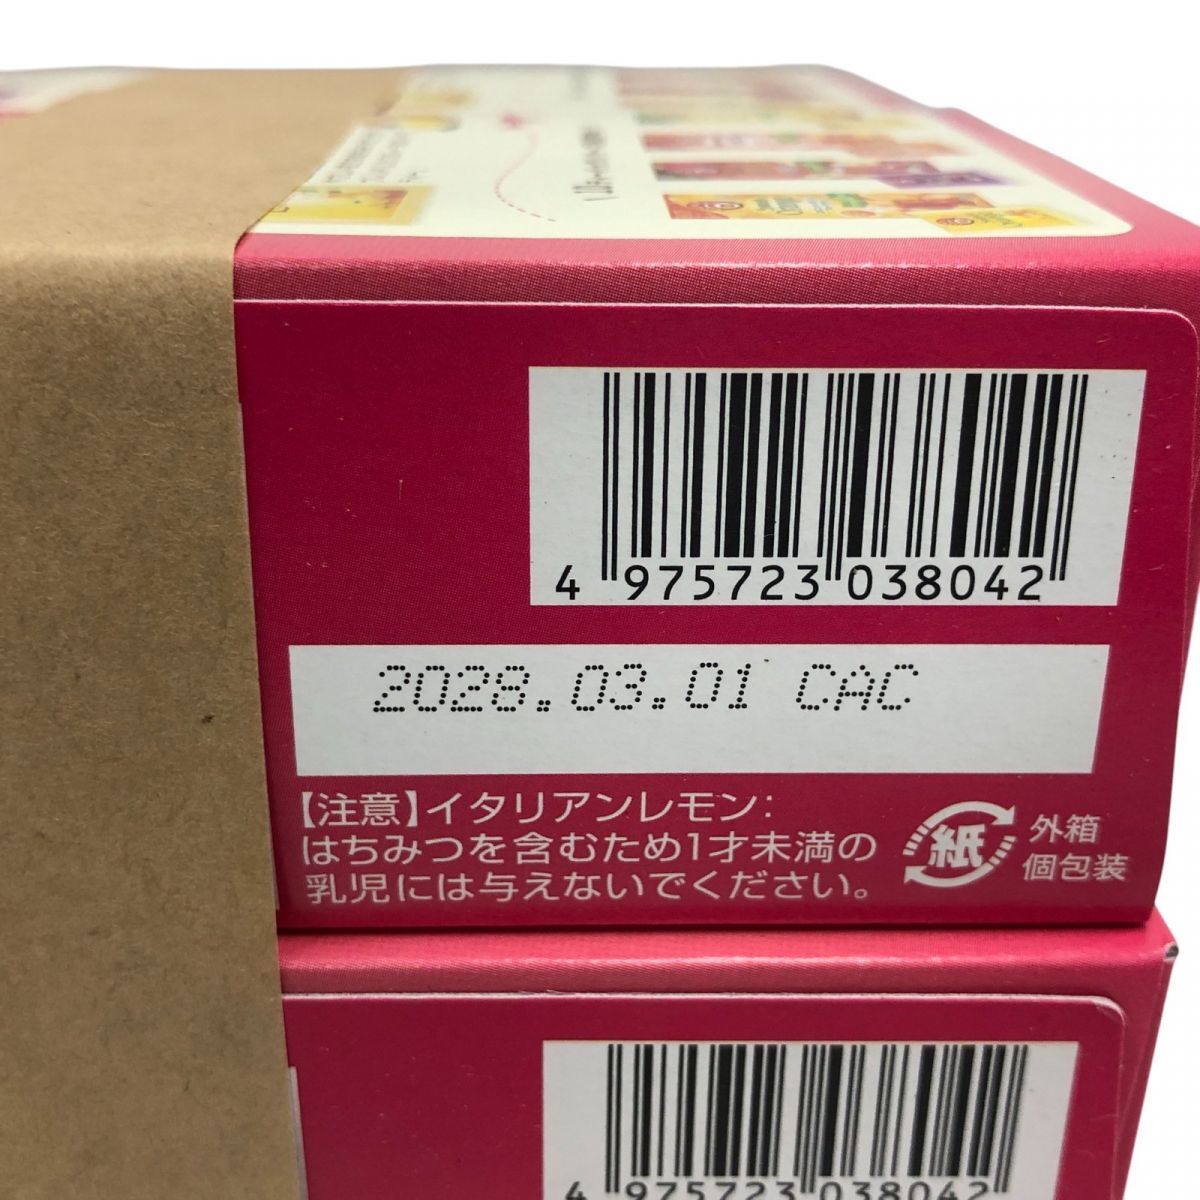 4 975723 038042
2028.03.01 CAC
【注意】イタリアンレモン:
はちみつを含むため1才未満の
乳児には与えないでください。
紙
外箱
個包装
4 975723 038042